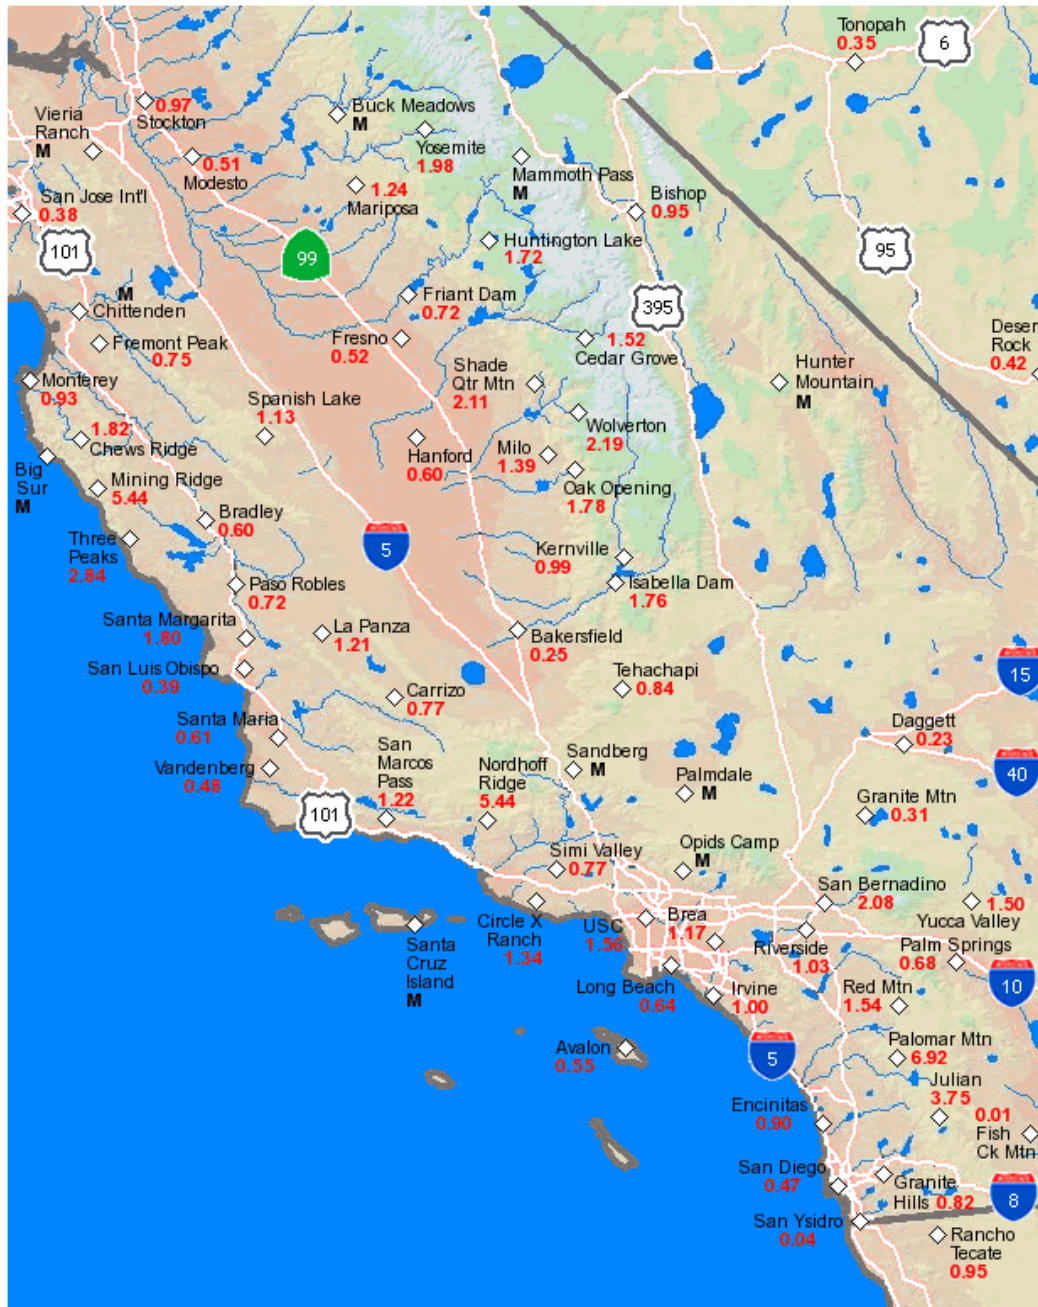 Tonopah
0.35
6
Buck Meadows
M
Vieria
Ranch
M
0.97
Stockton
Yosemite
1.98
0.51
Modesto
Mammoth Pass
M
1.24
Mariposa
San Jose Int'l
0.38
Bishop
0.95
101
99
Huntington Lake
1.72
95
395
M
Chittenden
Friant Dam
0.72
Fremont Peak
0.75
Fresno
0.52
1.52
Cedar Grove
Deser
Rock
0.42
Shade
Qtr Mtn
2.11
Hunter
Mountain
M
Monterey
0.93
Spanish Lake
1.13
1.82
Chews Ridge
Wolverton
2.19
Hanford
0.60
Milo
1.39
Big
Sur
M
Mining Ridge
5.44
Oak Opening
1.78
Bradley
0.60
Three
Peaks
2.84
5
Kernville
0.99
Paso Robles
0.72
Isabella Dam
1.76
Santa Margarita
1.80
La Panza
1.21
Bakersfield
0.25
San Luis Obispo
0.39
Tehachapi
0.84
15
Carrizo
0.77
Santa Maria
0.61
Daggett
0.23
San
Marcos
Pass
1.22
Nordhoff
Ridge
5.44
Sandberg
M
Vandenberg
0.48
Palmdale
M
40
Granite Mtn
0.31
101
Simi Valley
0.77
Opids Camp
M
San Bernadino
2.08
1.50
Yucca Valley
Circle X
Ranch
1.34
USC
1.56
Brea
1.17
Riverside
1.03
Palm Springs
0.68
Santa
Cruz
Island
M
Long Beach
0.64
Irvine
1.00
Red Mtn
1.54
10
Avalon
0.55
5
Palomar Mtn
6.92
Julian
3.75
0.01
Fish
Ck Mtn
Encinitas
0.90
San Diego
0.47
Granite
Hills 0.82
8
San Ysidro
0.04
Rancho
Tecate
0.95